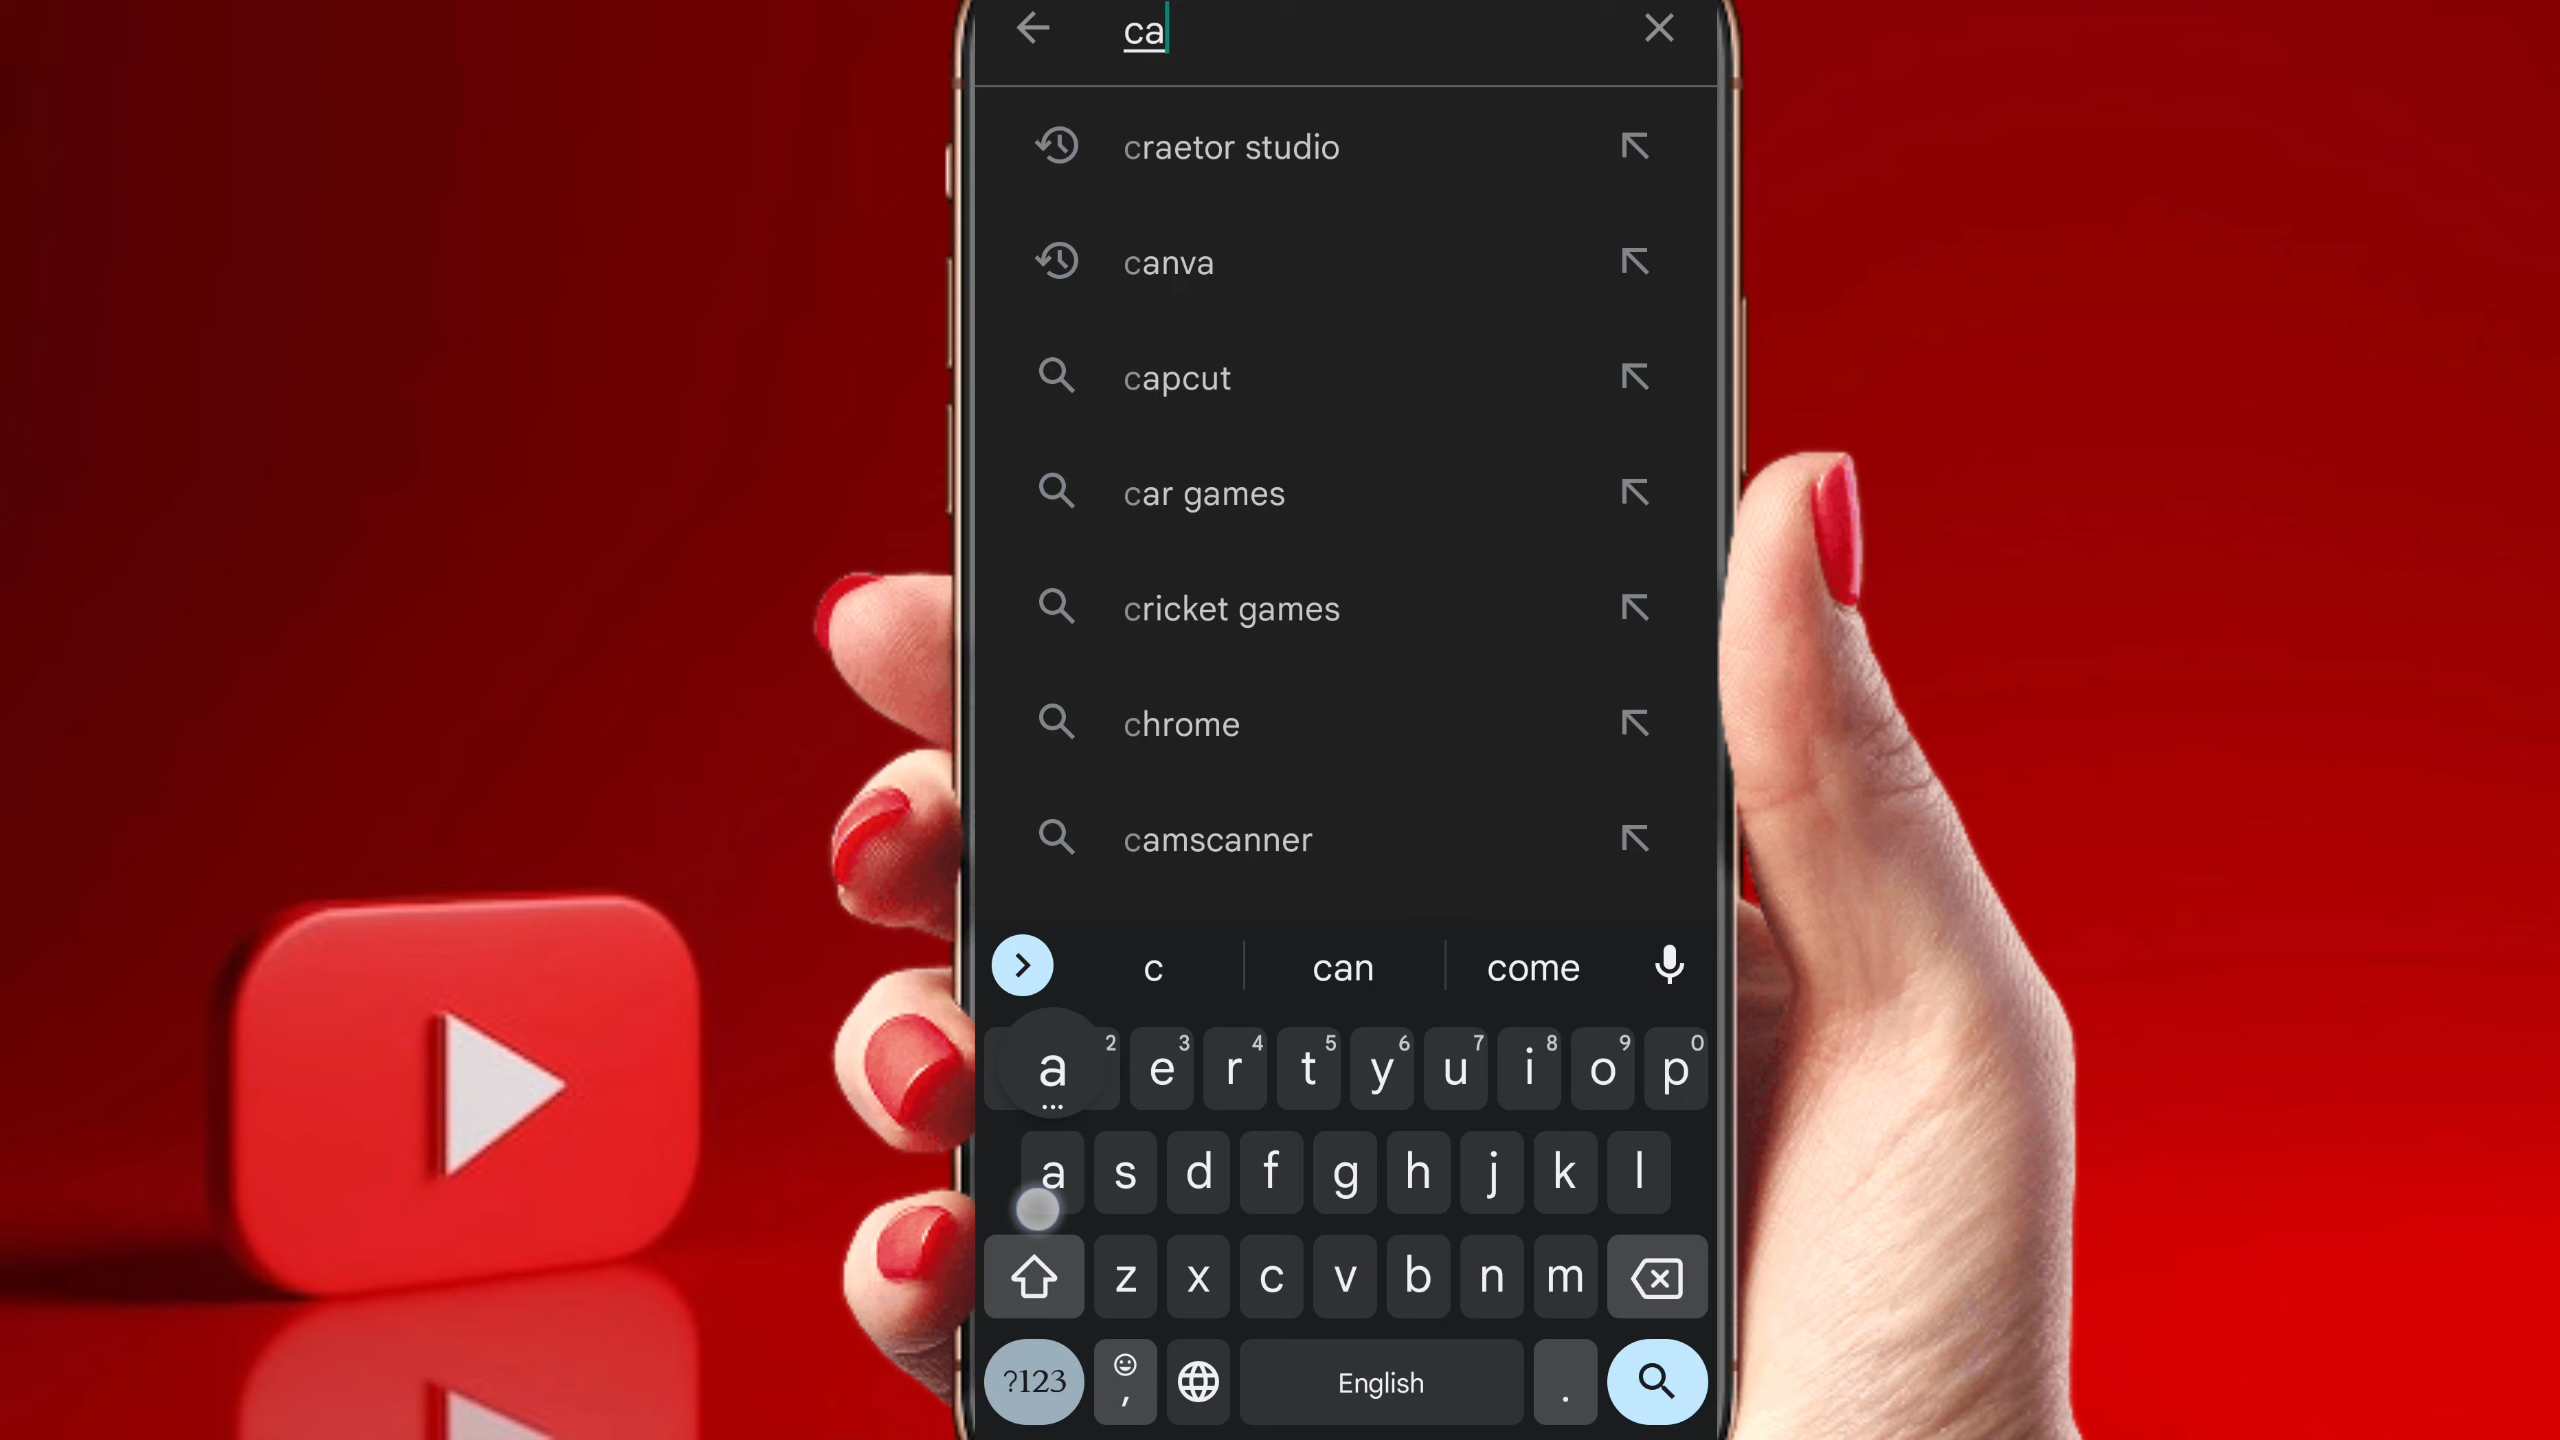 ca
craetor studio
canva
capcut
car games
cricket games
chrome
camscanner
c can come
a 2 e 3 r 4 t 5 y 6 u 7 i 8 o 9 p 0
a s d f g h j k l
z x c v b n m
?123 , English .